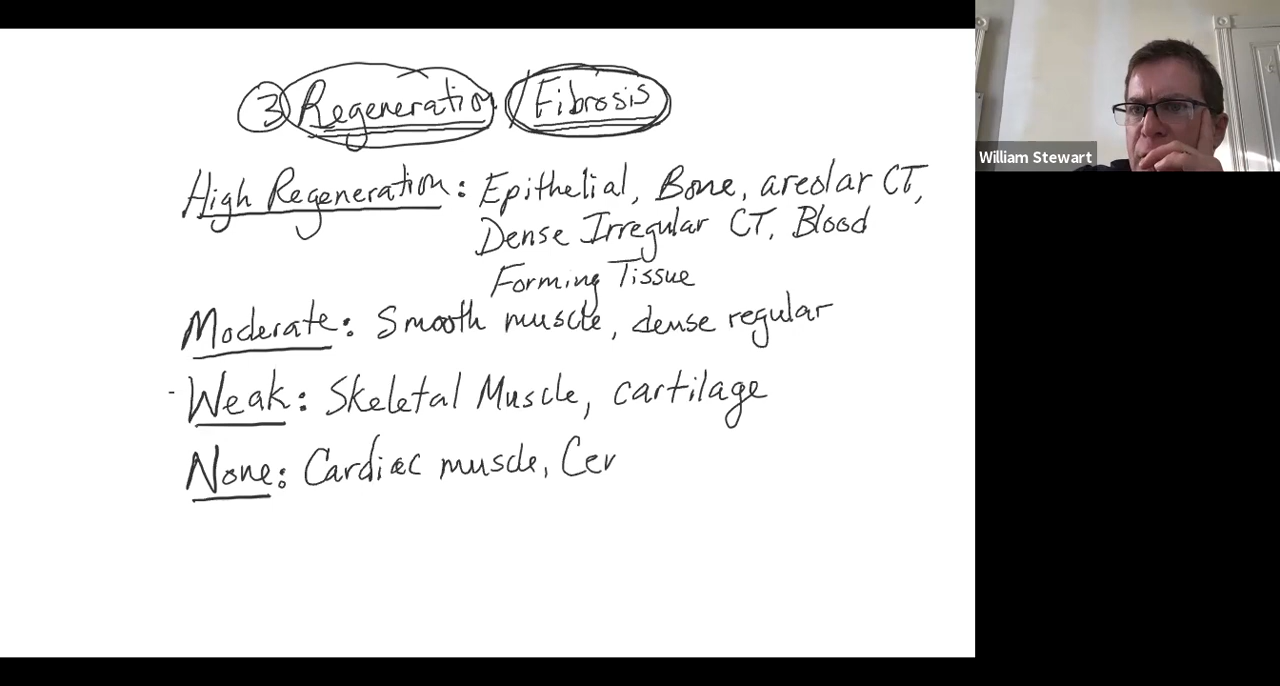 ③ Regeneration / Fibrosis
High Regeneration: Epithelial, Bone, areolar CT,
Dense Irregular CT, Blood
Forming Tissue
Moderate: Smooth muscle, dense regular
- Weak: Skeletal Muscle, cartilage
None: Cardiac muscle, Cer
William Stewart